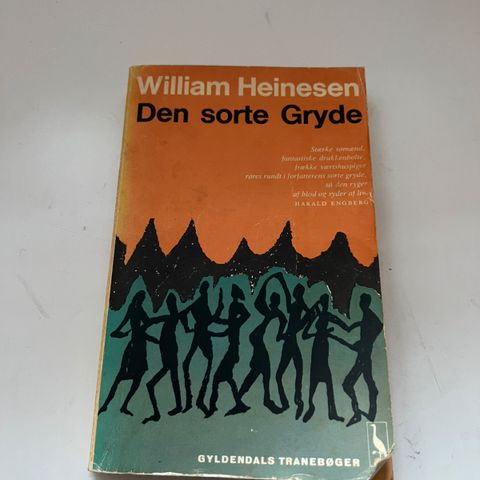 William Heinesen
Den sorte Gryde
Stærke sømænd,
fantastiske drukkenbolte,
frække værtshuspiger
røres rundt i forfatterens sorte gryde,
så den ryger
af blod og syder af liv.
HARALD ENGBERG
GYLDENDALS TRANEBØGER